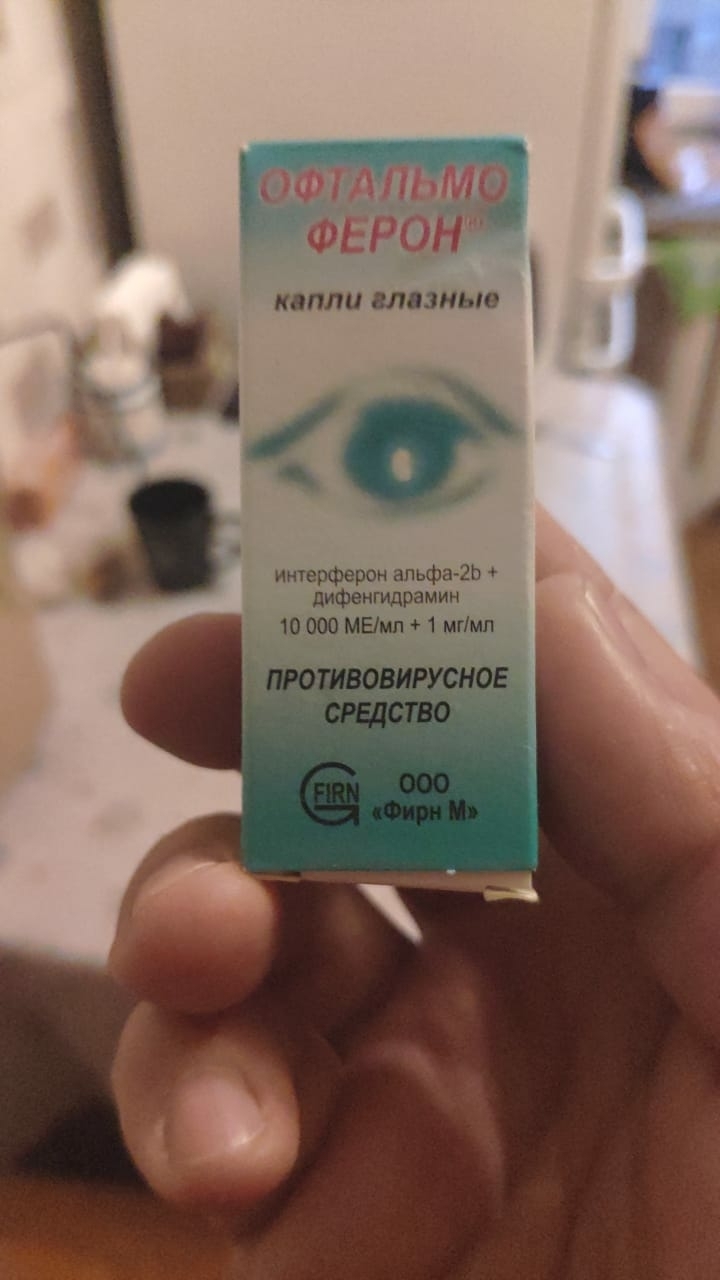 ОФТАЛЬМО
ФЕРОН
капли глазные
интерферон альфа-2b +
дифенгидрамин
10 000 МЕ/мл + 1 мг/мл
ПРОТИВОВИРУСНОЕ
СРЕДСТВО
FIRN
ООО
«Фирн М»